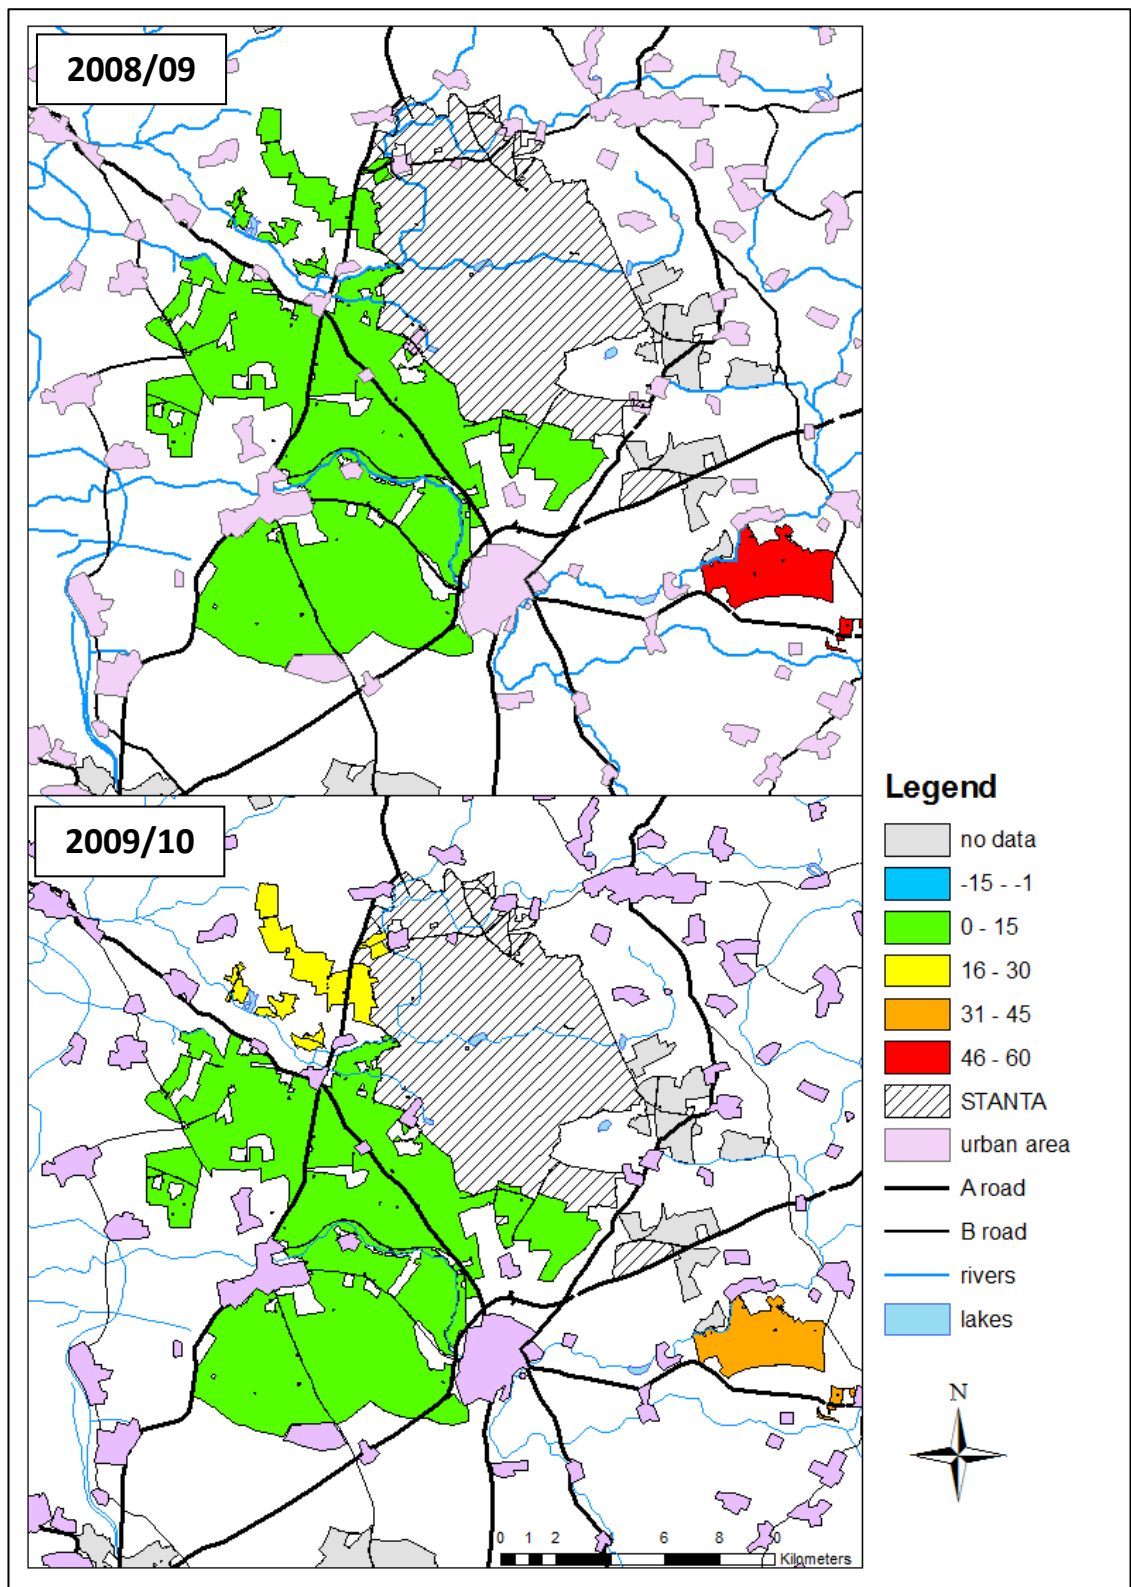 2008/09
2009/10
Legend
no data
-15 - -1
0 - 15
16 - 30
31 - 45
46 - 60
STANTA
urban area
A road
B road
rivers
lakes
N
0 1 2 4 6 8
Kilometers